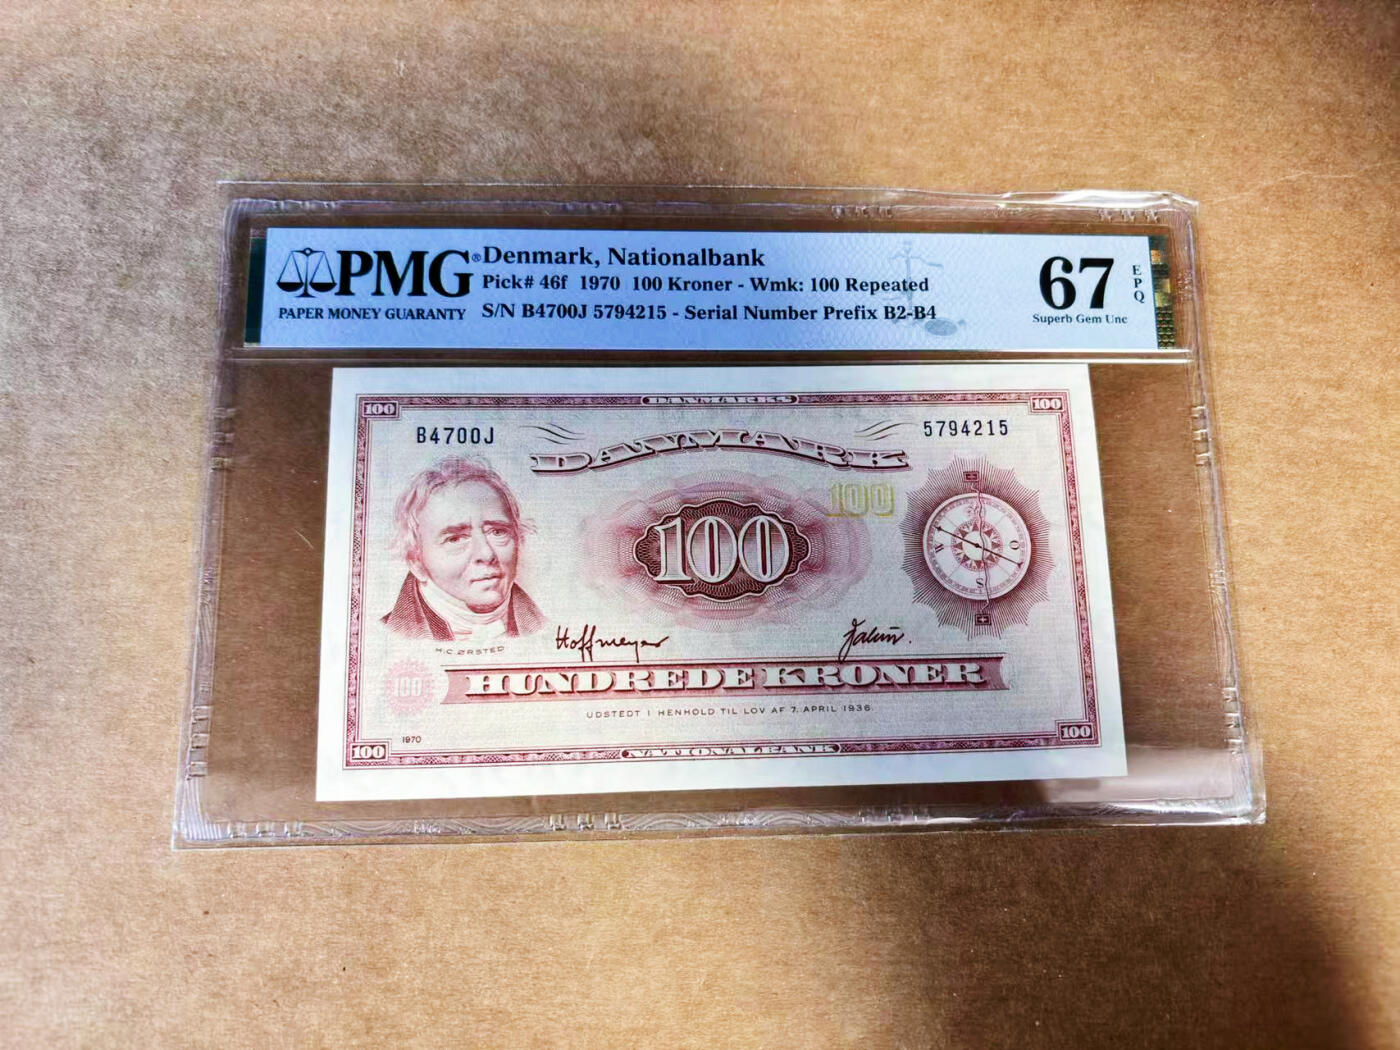 PMG®
PAPER MONEY GUARANTY
Denmark, Nationalbank
Pick# 46f 1970 100 Kroner - Wmk: 100 Repeated
S/N B4700J 5794215 - Serial Number Prefix B2-B4
67
EPQ
Superb Gem Unc
100
DANMARKS
100
B4700J
5794215
DANMARK
100
100
W
O
S
H.C. ØRSTED
Hoffmeyer
100
HUNDREDE KRONER
UDSTEDT I HENHOLD TIL LOV AF 7. APRIL 1936.
1970
100
NATIONALBANK
100